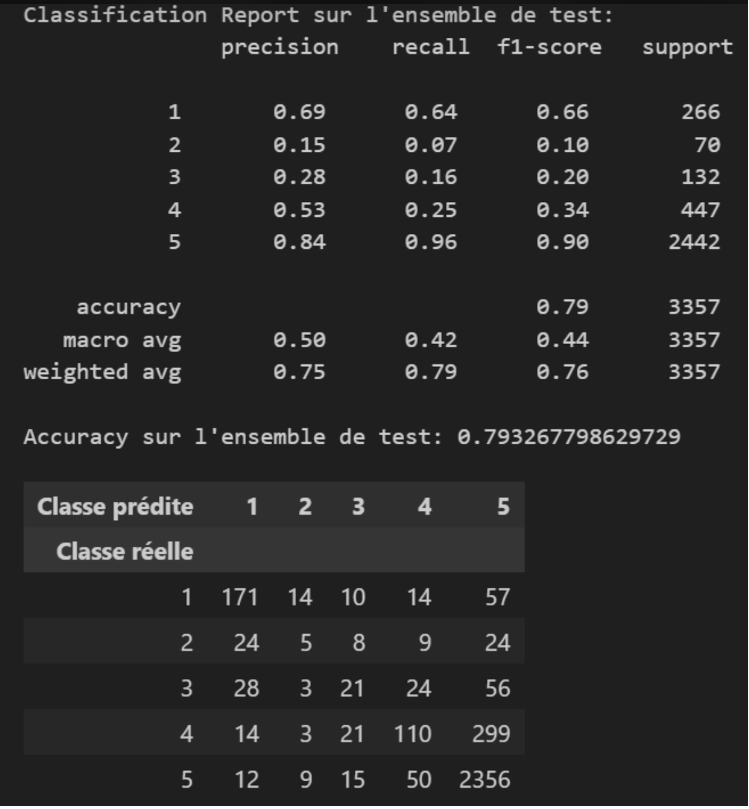 Classification Report sur l'ensemble de test:
precision recall f1-score support
1 0.69 0.64 0.66 266
2 0.15 0.07 0.10 70
3 0.28 0.16 0.20 132
4 0.53 0.25 0.34 447
5 0.84 0.96 0.90 2442
accuracy 0.79 3357
macro avg 0.50 0.42 0.44 3357
weighted avg 0.75 0.79 0.76 3357
Accuracy sur l'ensemble de test: 0.793267798629729
Classe prédite 1 2 3 4 5
Classe réelle
1 171 14 10 14 57
2 24 5 8 9 24
3 28 3 21 24 56
4 14 3 21 110 299
5 12 9 15 50 2356